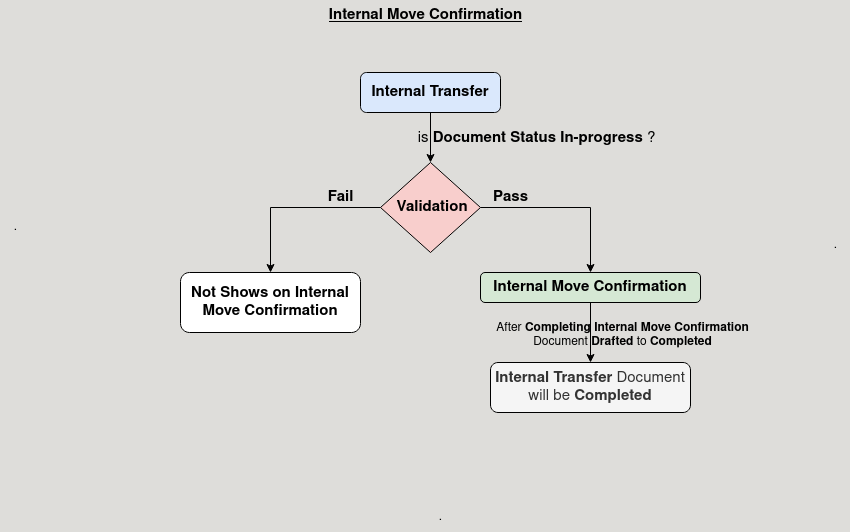 Internal Move Confirmation
Internal Transfer
is Document Status In-progress ?
Validation
Fail
Pass
Not Shows on Internal
Move Confirmation
Internal Move Confirmation
After Completing Internal Move Confirmation
Document Drafted to Completed
Internal Transfer Document
will be Completed